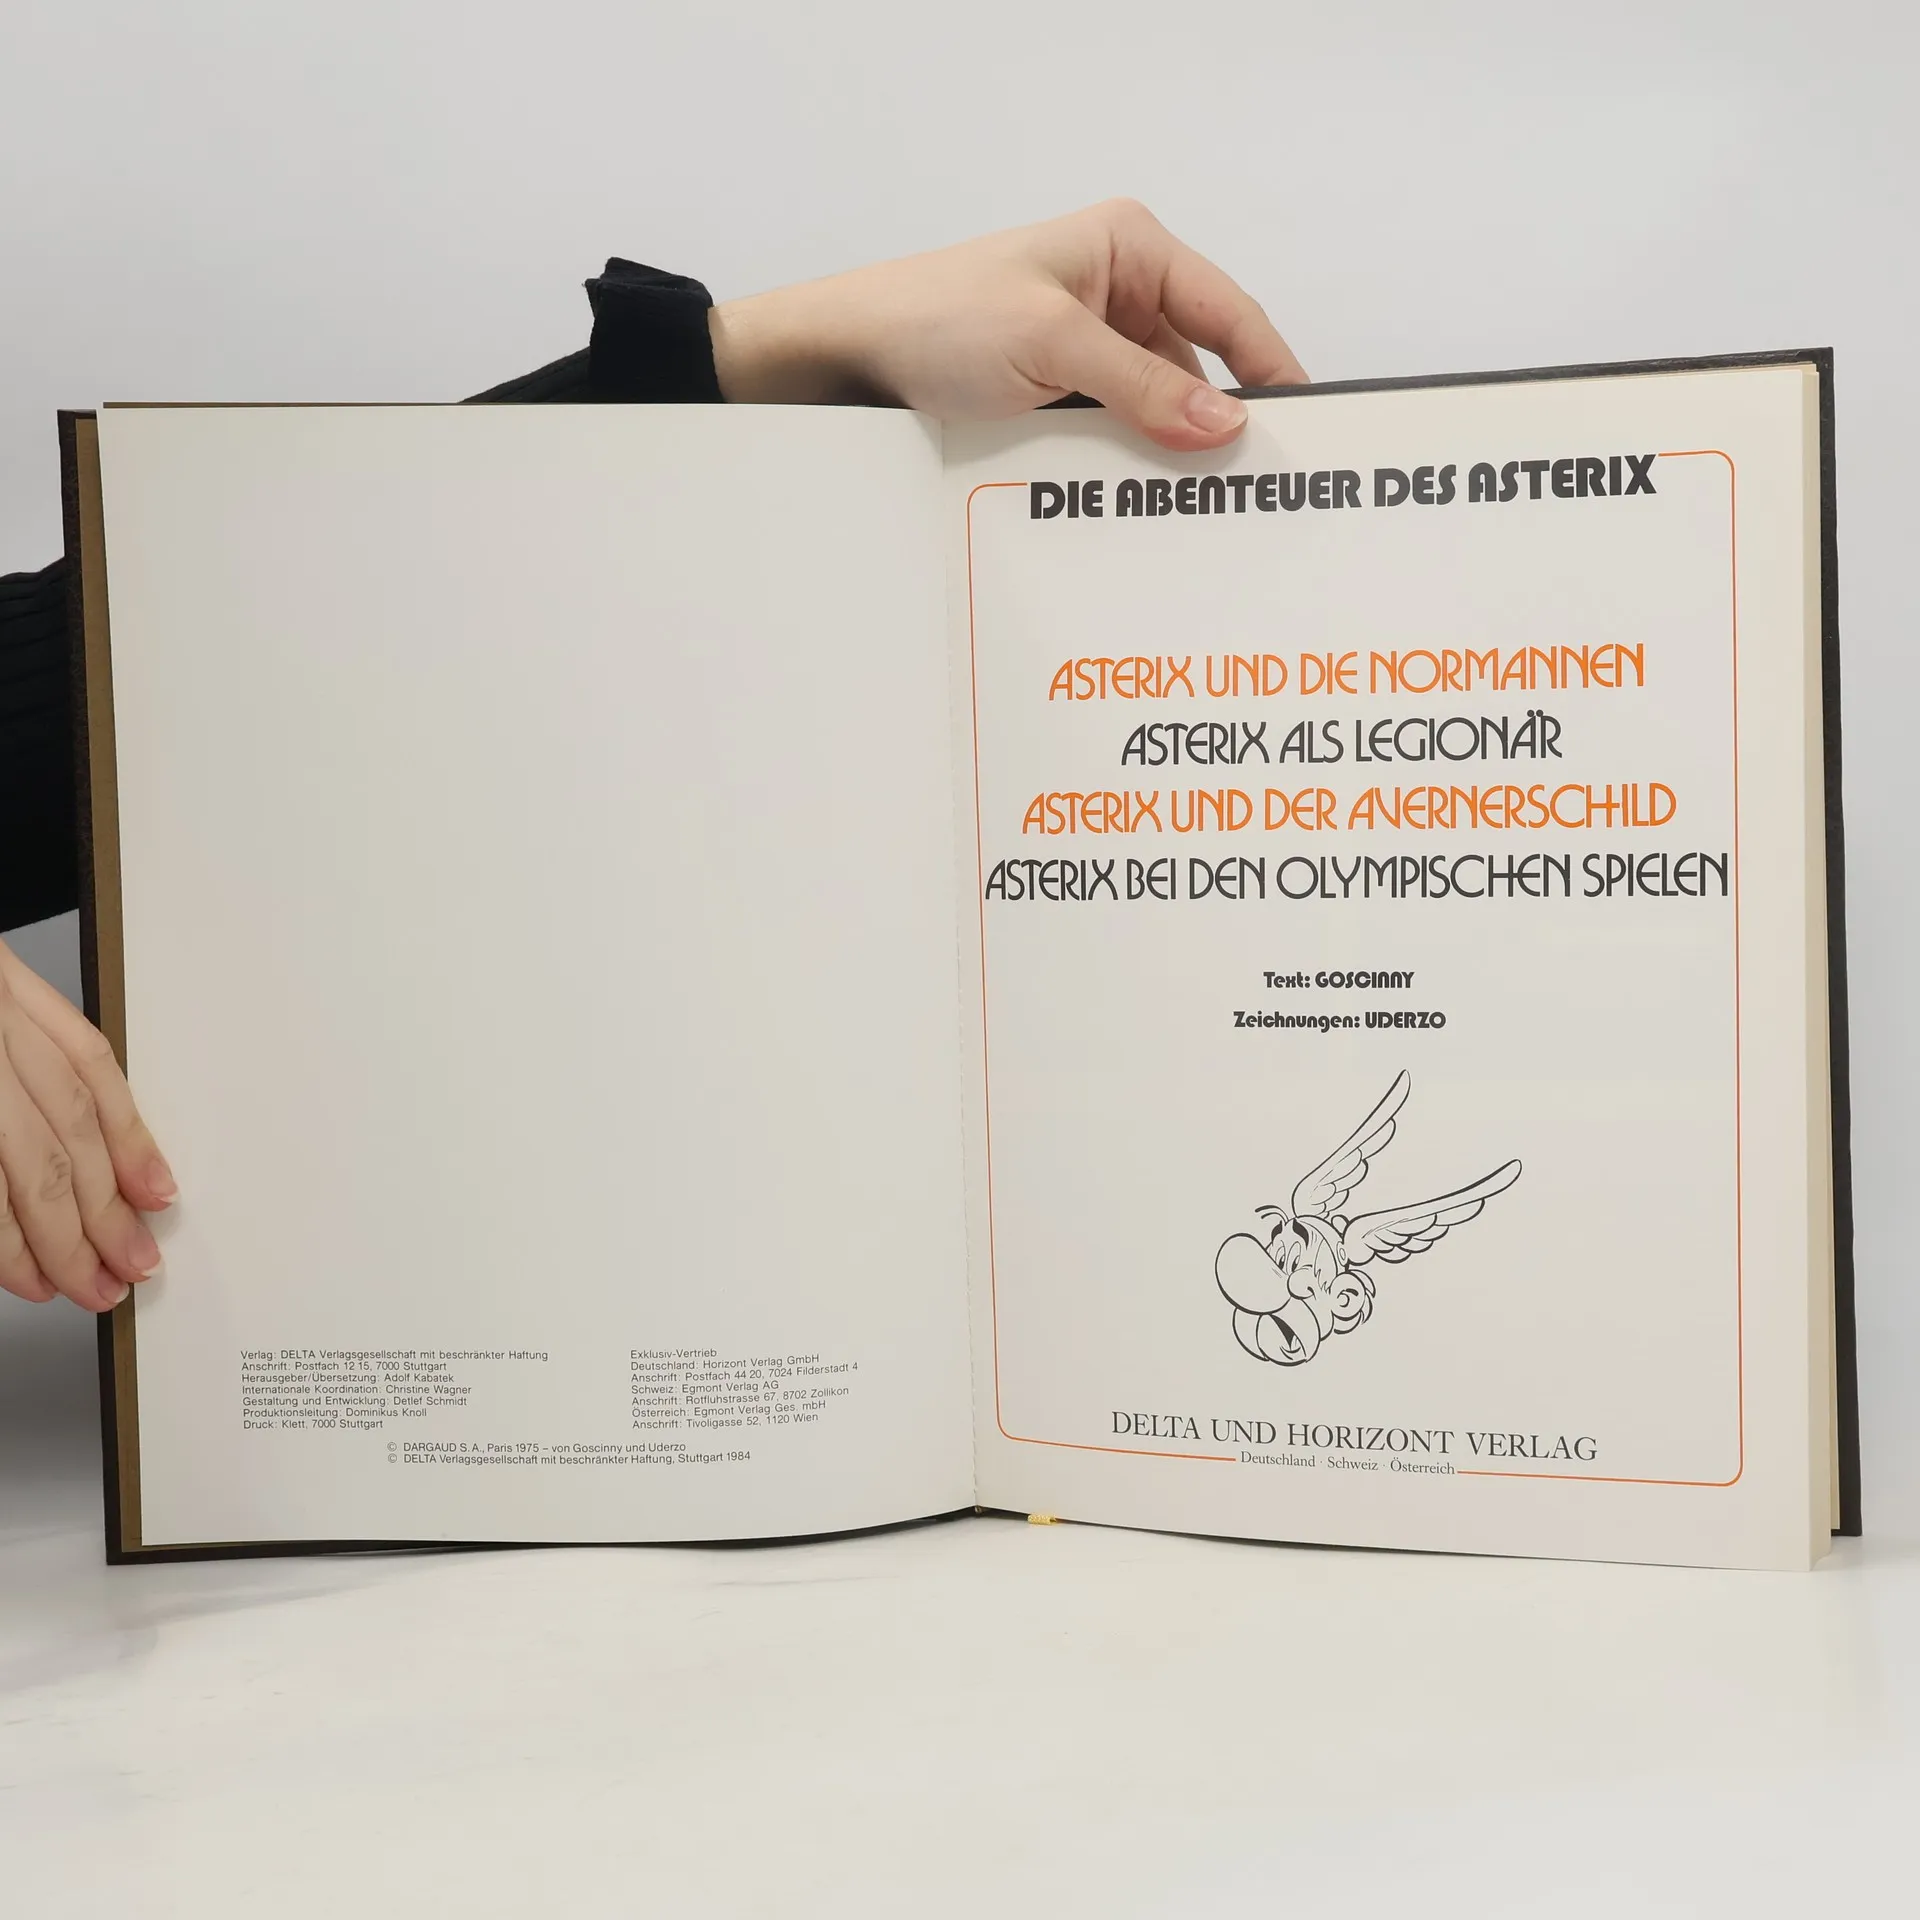 Verlag: DELTA Verlagsgesellschaft mit beschränkter Haftung
Anschrift: Postfach 12 15, 7000 Stuttgart
Herausgeber/Übersetzung: Adolf Kabatek
Internationale Koordination: Christine Wagner
Gestaltung und Entwicklung: Detlef Schmidt
Produktionsleitung: Dominikus Knoll
Druck: Klett, 7000 Stuttgart
Exklusiv-Vertrieb
Deutschland: Horizont Verlag GmbH
Anschrift: Postfach 44 20, 7024 Filderstadt 4
Schweiz: Egmont Verlag AG
Anschrift: Rotfluhstrasse 67, 8702 Zollikon
Österreich: Egmont Verlag Ges. mbH
Anschrift: Tivoligasse 52, 1120 Wien
© DARGAUD S. A., Paris 1975 – von Goscinny und Uderzo
© DELTA Verlagsgesellschaft mit beschränkter Haftung, Stuttgart 1984
DIE ABENTEUER DES ASTERIX
ASTERIX UND DIE NORMANNEN
ASTERIX ALS LEGIONÄR
ASTERIX UND DER AVERNERSCHILD
ASTERIX BEI DEN OLYMPISCHEN SPIELEN
Text: GOSCINNY
Zeichnungen: UDERZO
DELTA UND HORIZONT VERLAG
Deutschland · Schweiz · Österreich